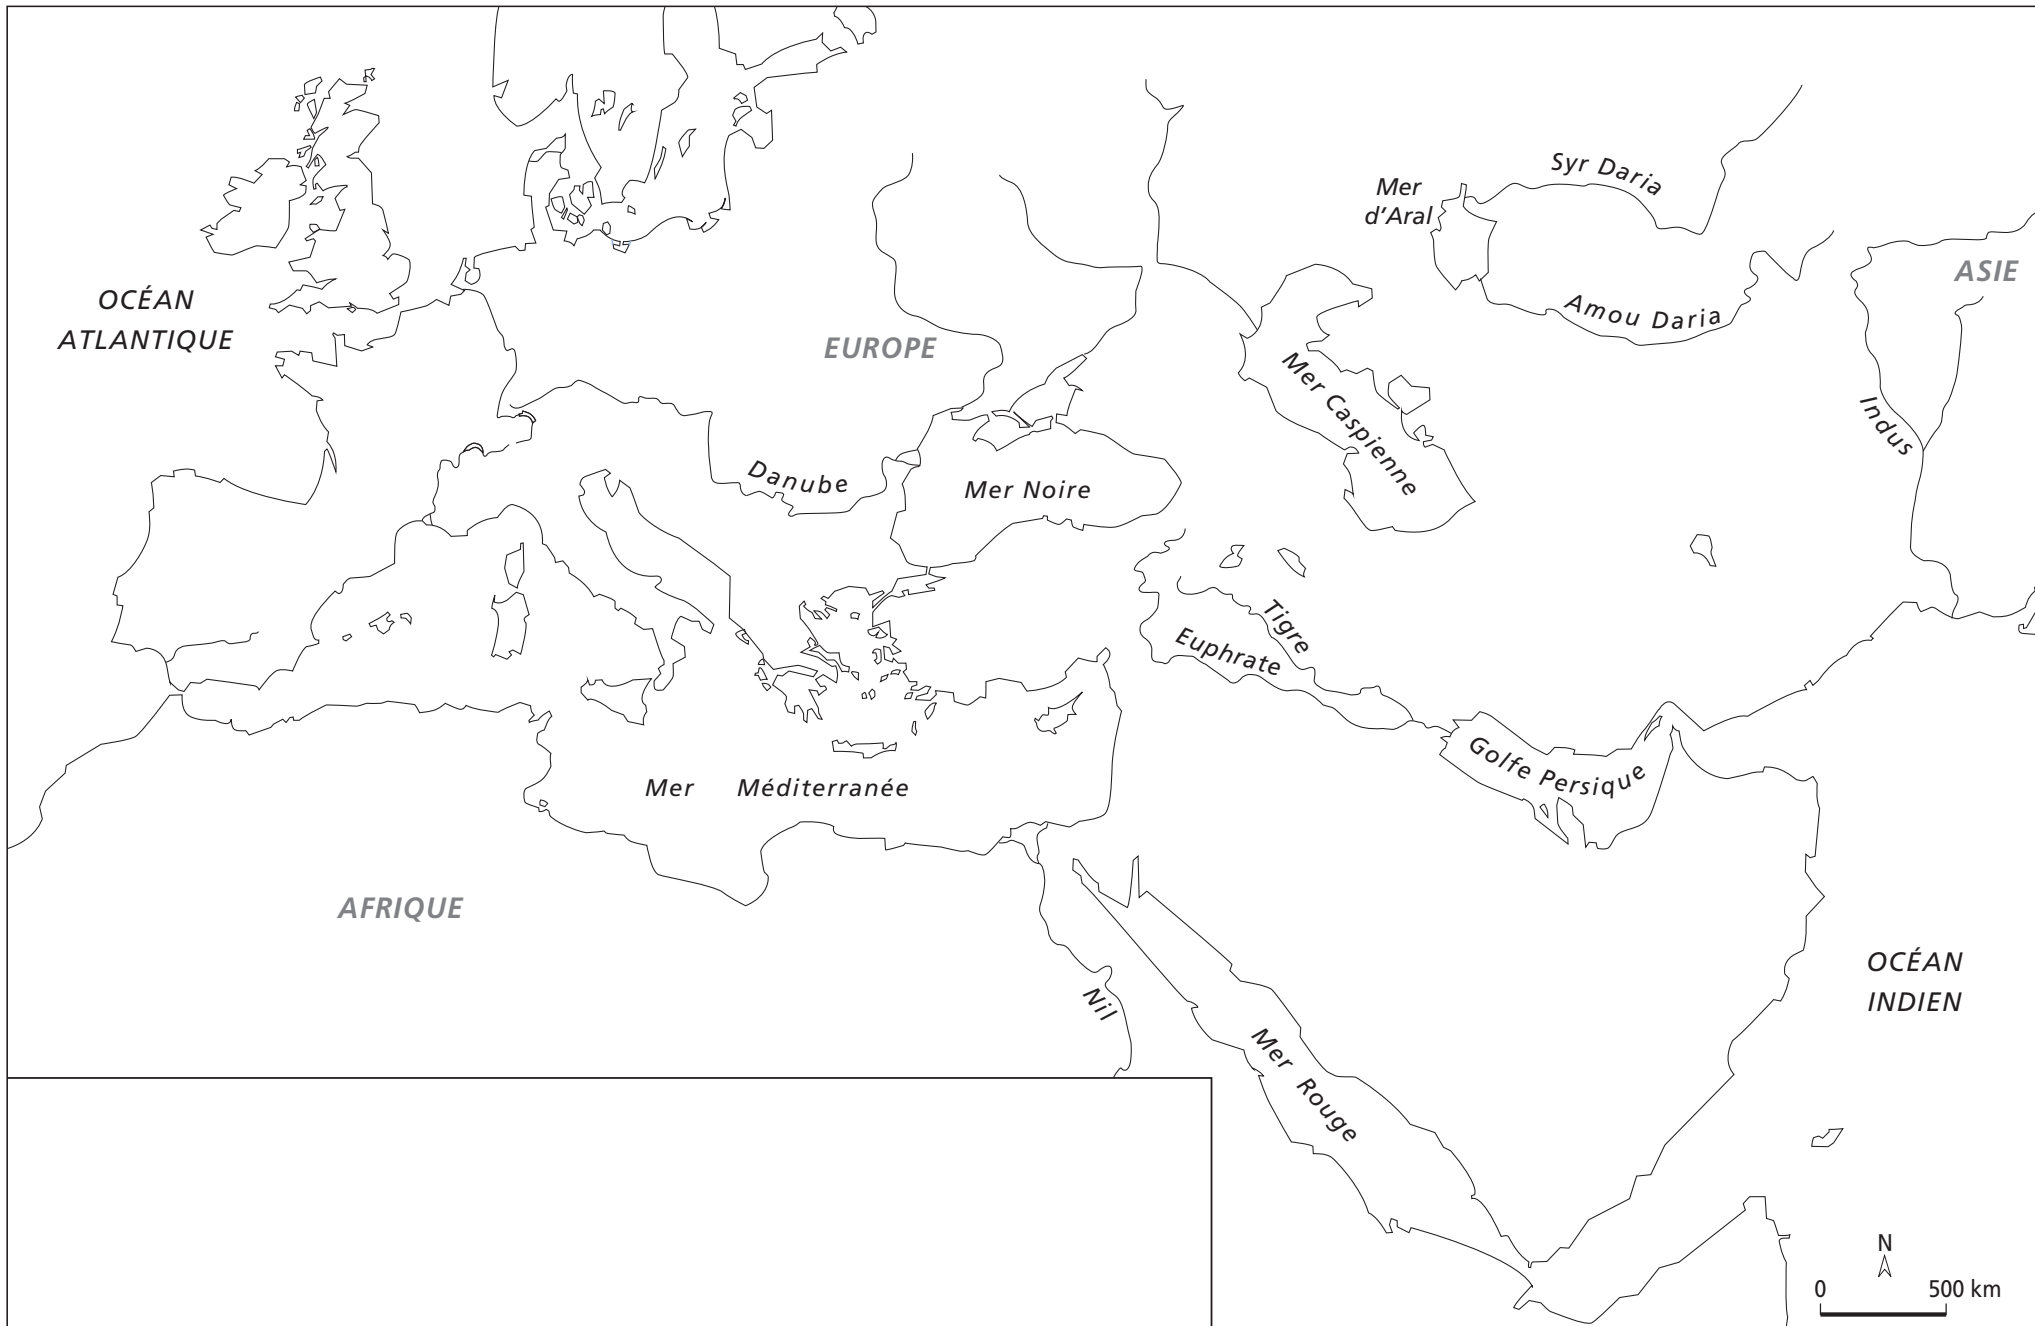 Syr Daria
Mer
d'Aral
ASIE
OCÉAN
ATLANTIQUE
Amou Daria
EUROPE
Mer Caspienne
Indus
Danube
Mer Noire
Tigre
Euphrate
Golfe Persique
Mer Méditerranée
AFRIQUE
OCÉAN
INDIEN
Nil
Mer Rouge
N
0 500 km